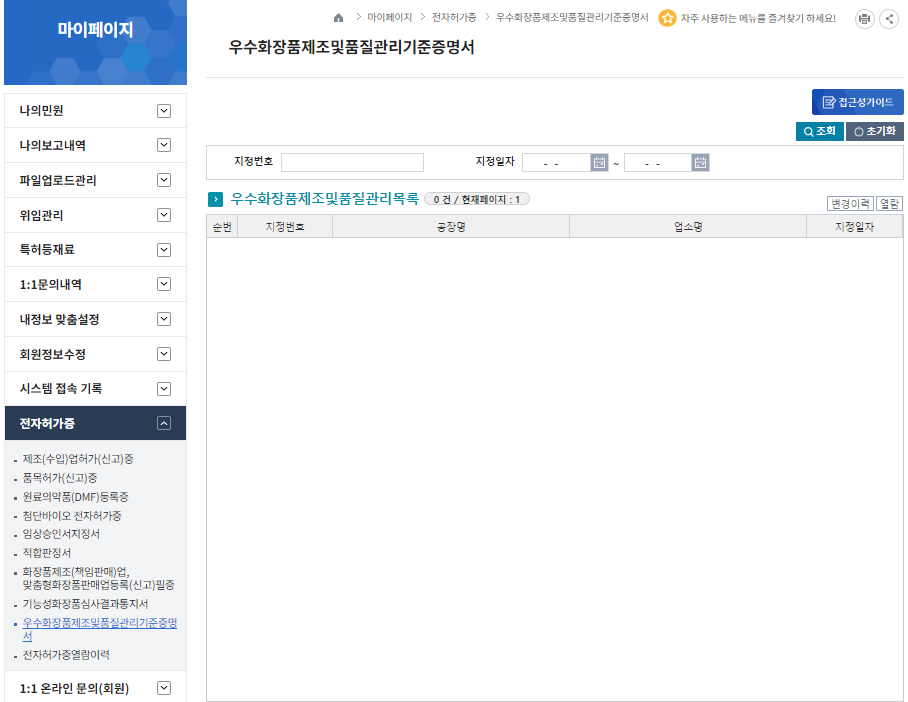 마이페이지
마이페이지 > 전자허가증 > 우수화장품제조및품질관리기준증명서
자주 사용하는 메뉴를 즐겨찾기 하세요!
우수화장품제조및품질관리기준증명서
나의민원
나의보고내역
파일업로드관리
위임관리
특허등재료
1:1문의내역
내정보 맞춤설정
회원정보수정
시스템 접속 기록
전자허가증
제조(수입)업허가(신고)증
품목허가(신고)증
원료의약품(DMF)등록증
첨단바이오 전자허가증
임상승인서지정서
적합판정서
화장품제조(책임판매)업,
맞춤형화장품판매업등록(신고)필증
기능성화장품심사결과통지서
우수화장품제조및품질관리기준증명
서
전자허가증열람이력
1:1 온라인 문의(회원)
접근성가이드
조회 초기화
지정번호 지정일자 - - ~ - -
우수화장품제조및품질관리목록 0 건 / 현재페이지 : 1
변경이력 열람
순번 지정번호 공장명 업소명 지정일자